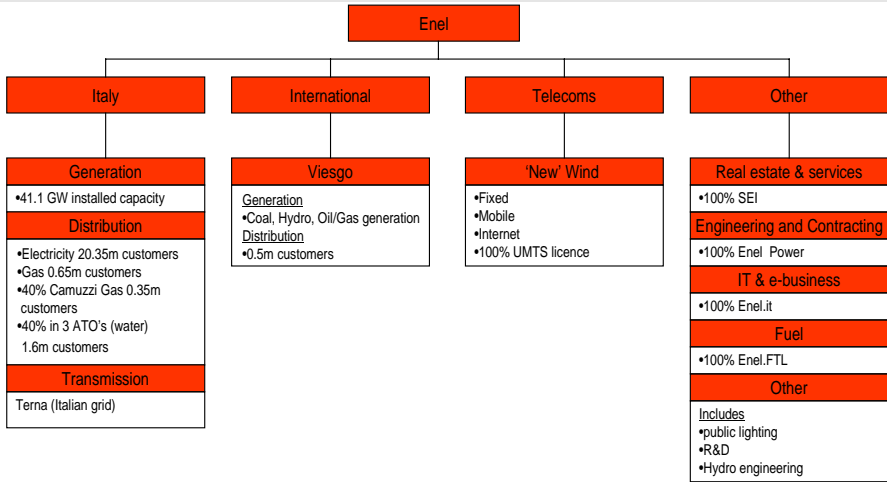 Enel
Italy
International
Telecoms
Other
Generation
•41.1 GW installed capacity
Distribution
•Electricity 20.35m customers
•Gas 0.65m customers
•40% Camuzzi Gas 0.35m
customers
•40% in 3 ATO's (water)
1.6m customers
Transmission
Terna (Italian grid)
Viesgo
Generation
•Coal, Hydro, Oil/Gas generation
Distribution
•0.5m customers
'New' Wind
•Fixed
•Mobile
•Internet
•100% UMTS licence
Real estate & services
•100% SEI
Engineering and Contracting
•100% Enel Power
IT & e-business
•100% Enel.it
Fuel
•100% Enel.FTL
Other
Includes
•public lighting
•R&D
•Hydro engineering